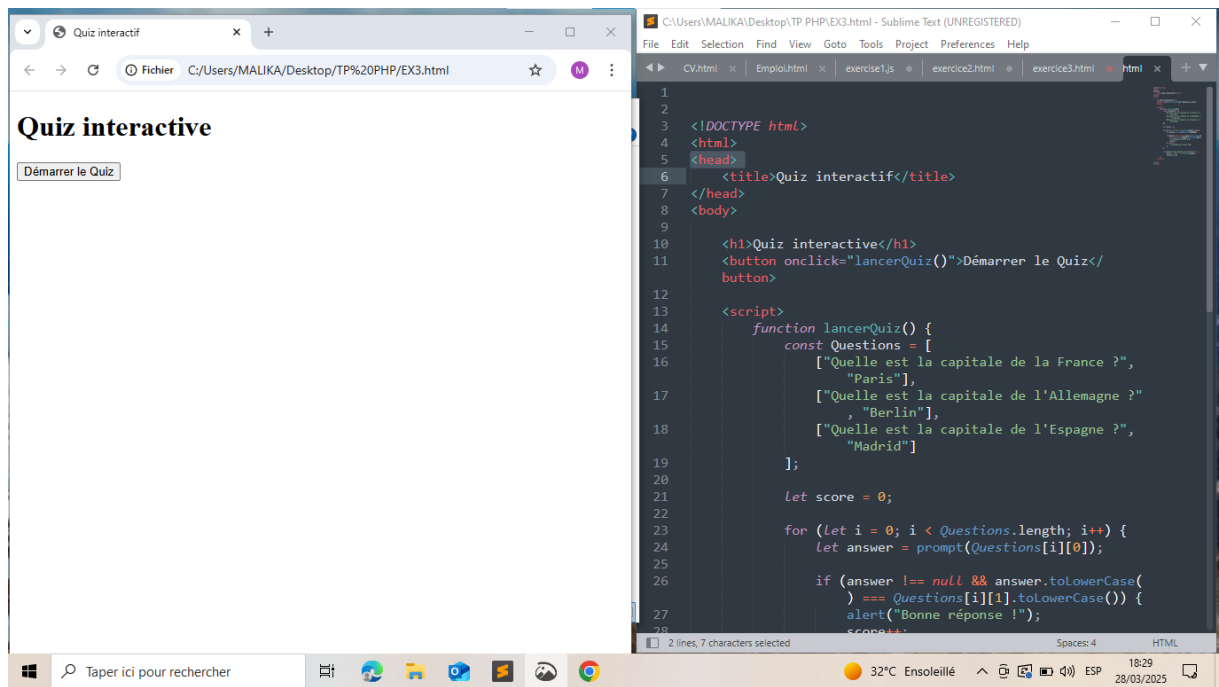 Quiz interactif
Fichier C:/Users/MALIKA/Desktop/TP%20PHP/EX3.html
M
Quiz interactive
Démarrer le Quiz
C:\Users\MALIKA\Desktop\TP PHP\EX3.html - Sublime Text (UNREGISTERED)
File Edit Selection Find View Goto Tools Project Preferences Help
CV.html Emploi.html exercise1.js exercice2.html exercice3.html html
1
2
3 <!DOCTYPE html>
4 <html>
5 <head>
6 <title>Quiz interactif</title>
7 </head>
8 <body>
9
10 <h1>Quiz interactive</h1>
11 <button onclick="lancerQuiz()">Démarrer le Quiz</
button>
12
13 <script>
14 function lancerQuiz() {
15 const Questions = [
16 ["Quelle est la capitale de la France ?",
"Paris"],
17 ["Quelle est la capitale de l'Allemagne ?"
, "Berlin"],
18 ["Quelle est la capitale de l'Espagne ?",
"Madrid"]
19 ];
20
21 let score = 0;
22
23 for (let i = 0; i < Questions.length; i++) {
24 let answer = prompt(Questions[i][0]);
25
26 if (answer !== null && answer.toLowerCase(
) === Questions[i][1].toLowerCase()) {
27 alert("Bonne réponse !");
28 score++;
2 lines, 7 characters selected Spaces: 4 HTML
Taper ici pour rechercher 32°C Ensoleillé ESP 18:29
28/03/2025